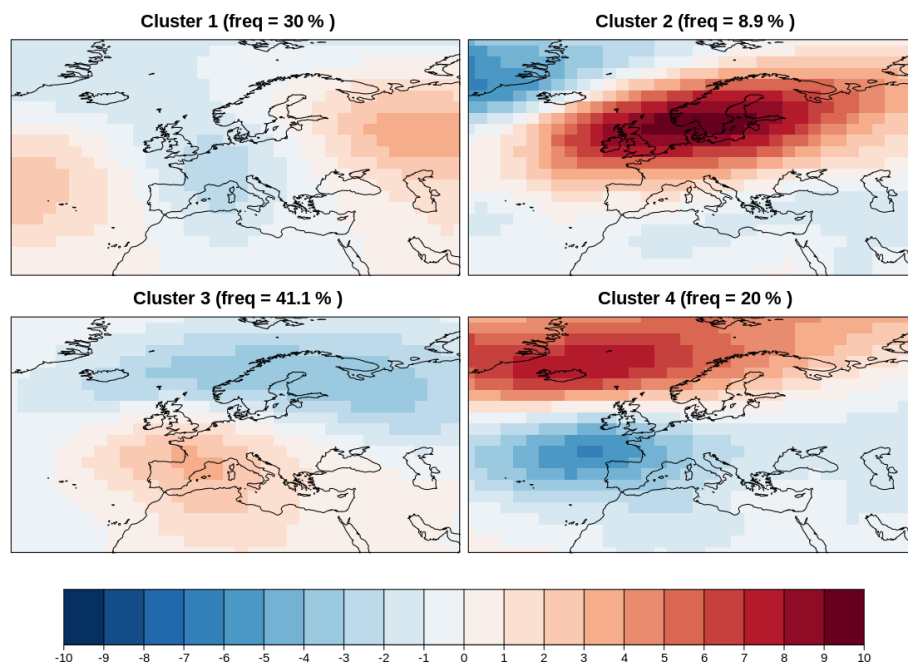 Cluster 1 (freq = 30 % )
Cluster 2 (freq = 8.9 % )
Cluster 3 (freq = 41.1 % )
Cluster 4 (freq = 20 % )
-10 -9 -8 -7 -6 -5 -4 -3 -2 -1 0 1 2 3 4 5 6 7 8 9 10